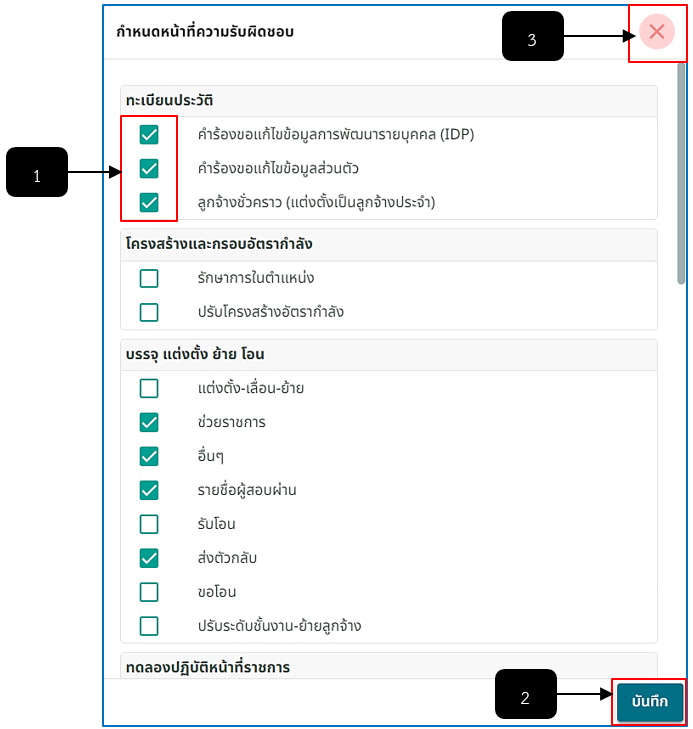 กำหนดหน้าที่ความรับผิดชอบ
3
ทะเบียนประวัติ
คำร้องขอแก้ไขข้อมูลการพัฒนารายบุคคล (IDP)
1
คำร้องขอแก้ไขข้อมูลส่วนตัว
ลูกจ้างชั่วคราว (แต่งตั้งเป็นลูกจ้างประจำ)
โครงสร้างและกรอบอัตรากำลัง
รักษาการในตำแหน่ง
ปรับโครงสร้างอัตรากำลัง
บรรจุ แต่งตั้ง ย้าย โอน
แต่งตั้ง-เลื่อน-ย้าย
ช่วยราชการ
อื่นๆ
รายชื่อผู้สอบผ่าน
รับโอน
ส่งตัวกลับ
ขอโอน
ปรับระดับชั้นงาน-ย้ายลูกจ้าง
ทดลองปฏิบัติหน้าที่ราชการ
2
บันทึก